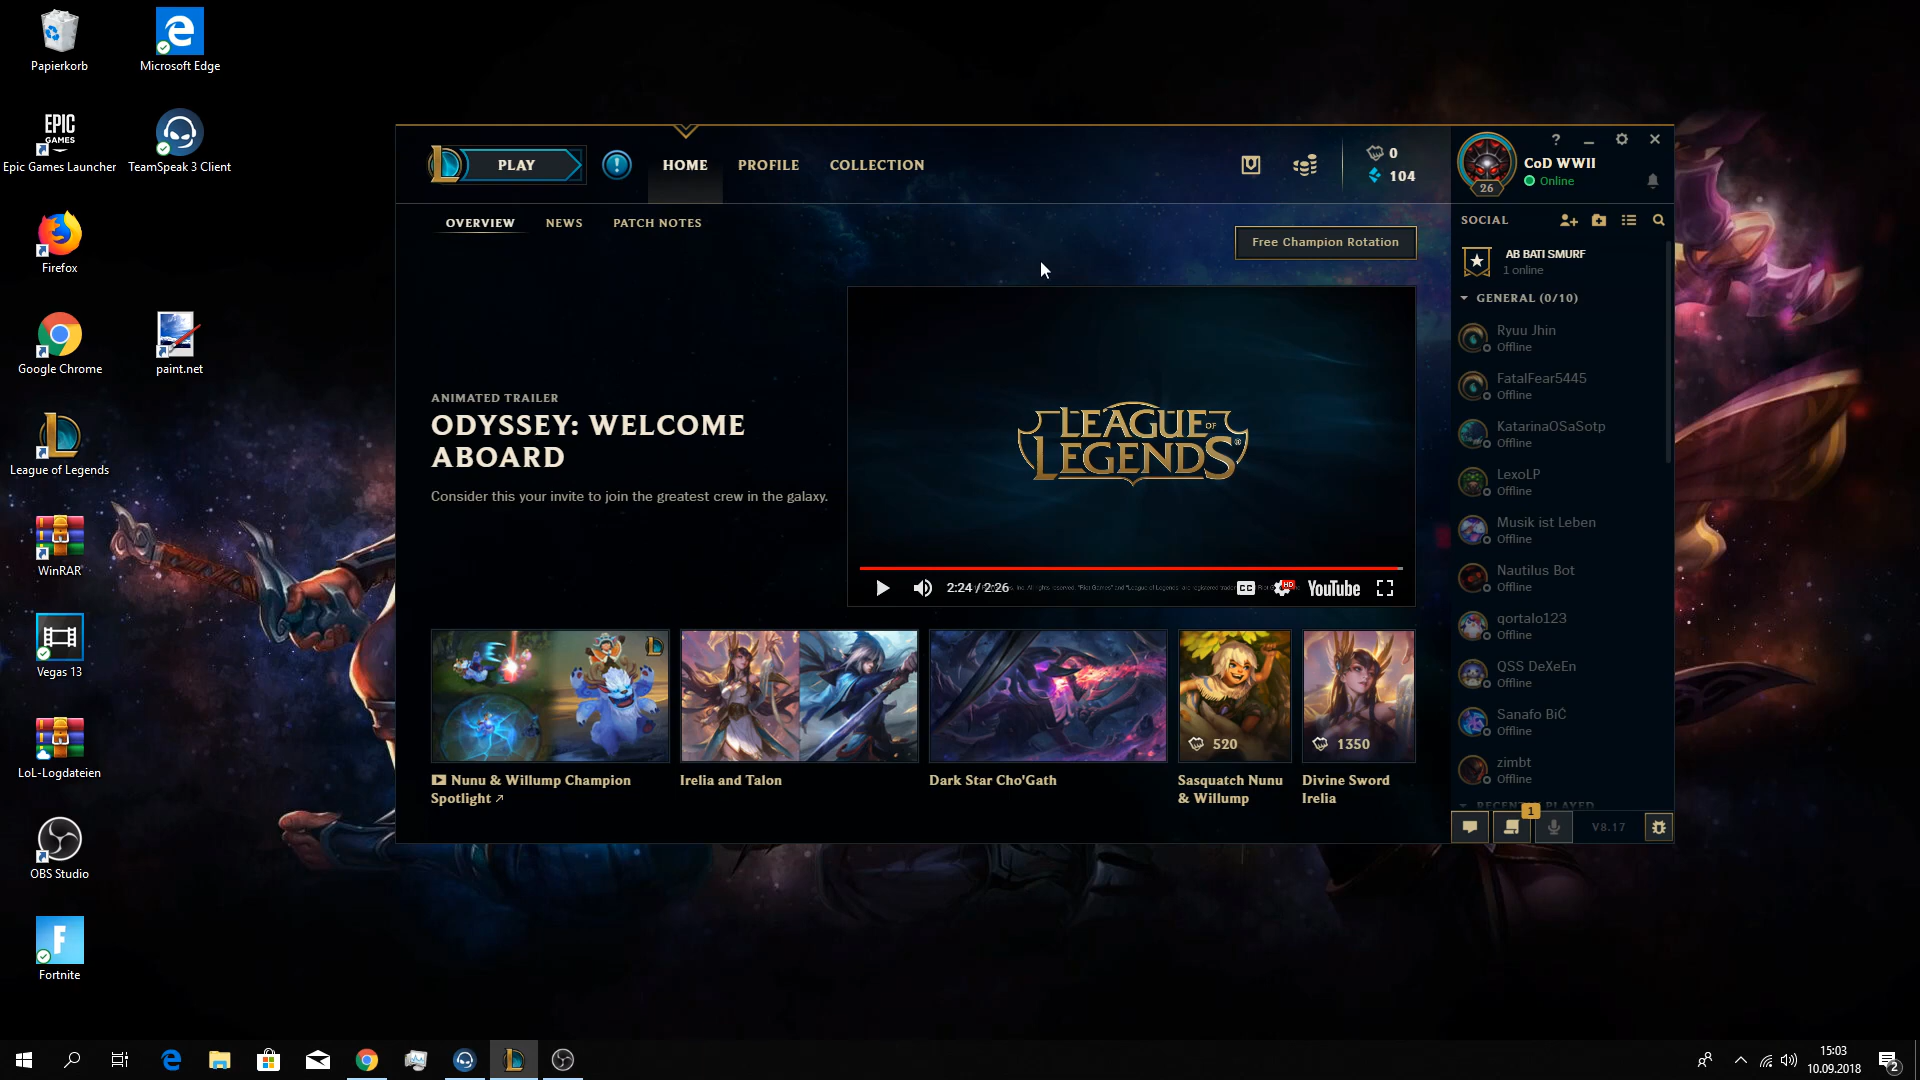 Papierkorb
Microsoft Edge
EPIC
GAMES
Epic Games Launcher
TeamSpeak 3 Client
Firefox
Google Chrome
paint.net
League of Legends
WinRAR
Vegas 13
LoL-Logdateien
OBS Studio
Fortnite
PLAY
HOME
PROFILE
COLLECTION
0
104
26
?
CoD WWII
Online
OVERVIEW
NEWS
PATCH NOTES
Free Champion Rotation
SOCIAL
AB BATI SMURF
1 online
GENERAL (0/10)
Ryuu Jhin
Offline
FatalFear5445
Offline
KatarinaOSaSotp
Offline
LexoLP
Offline
Musik ist Leben
Offline
Nautilus Bot
Offline
qortalo123
Offline
QSS DeXeEn
Offline
Sanafo BiĆ
Offline
zimbt
Offline
RECENTLY PLAYED
1
V8.17
ANIMATED TRAILER
ODYSSEY: WELCOME
ABOARD
Consider this your invite to join the greatest crew in the galaxy.
LEAGUE OF
LEGENDS
2:24 / 2:26
CC
HD
YouTube
520
1350
Nunu & Willump Champion
Spotlight
Irelia and Talon
Dark Star Cho'Gath
Sasquatch Nunu
& Willump
Divine Sword
Irelia
15:03
10.09.2018
2